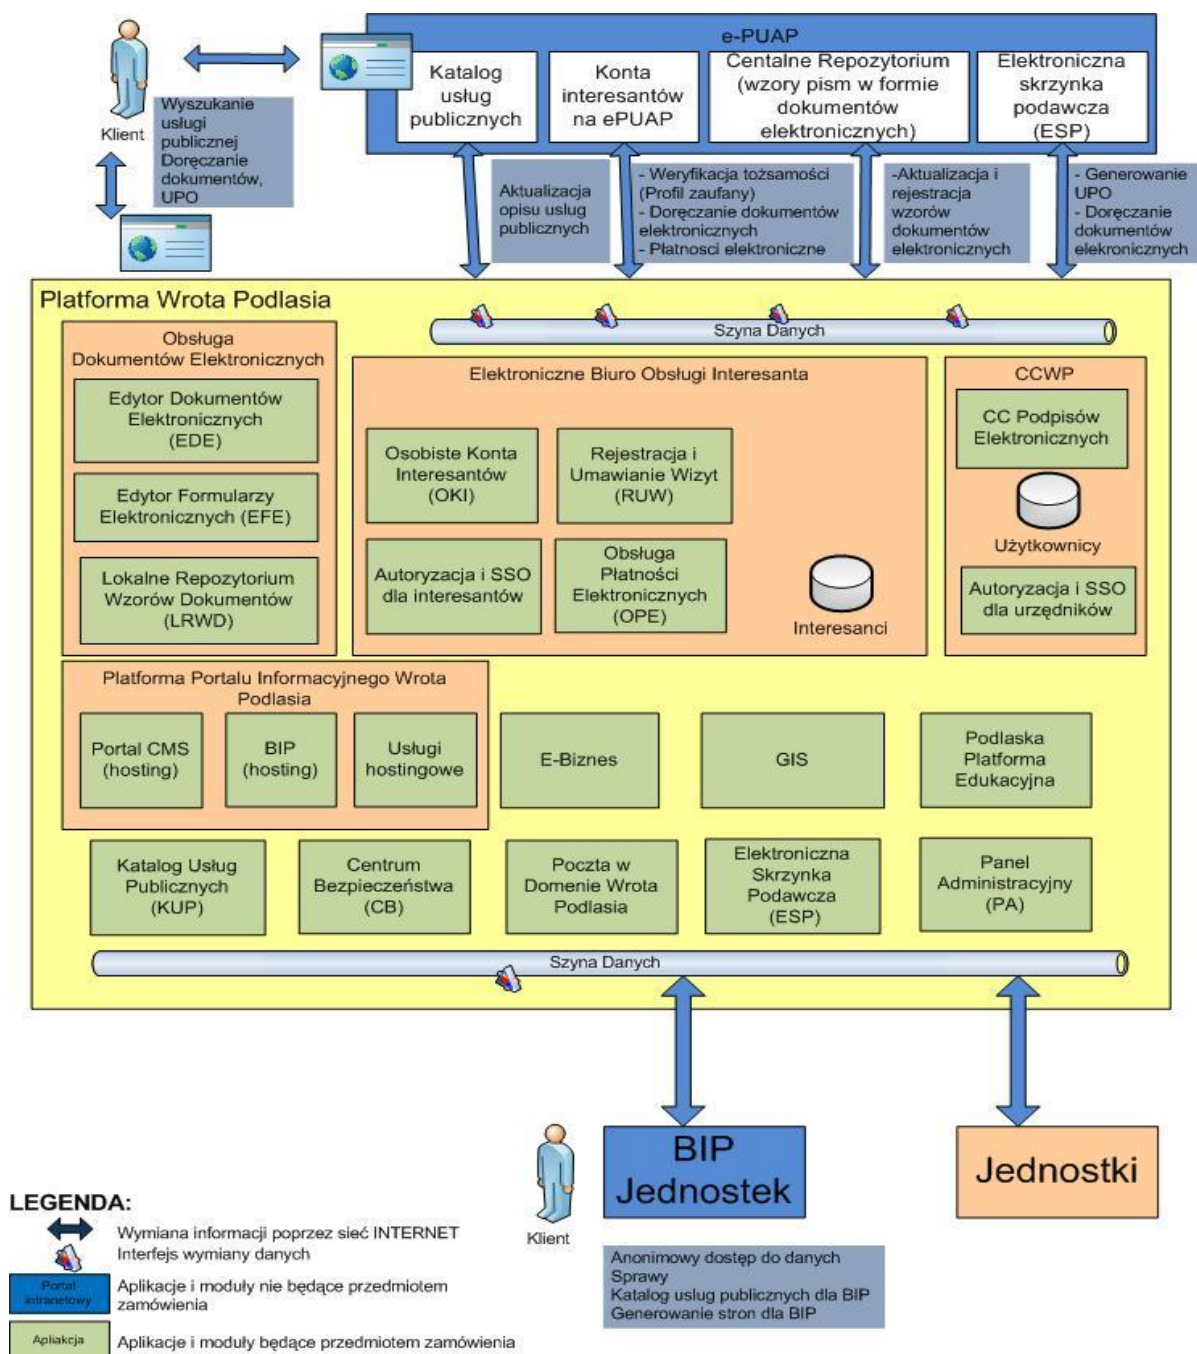 e-PUAP
Katalog
usług
publicznych
Konta
interesantów
na ePUAP
Centalne Repozytorium
(wzory pism w formie
dokumentów
elektronicznych)
Elektroniczna
skrzynka
podawcza
(ESP)
Klient
Wyszukanie
usługi
publicznej
Doręczanie
dokumentów,
UPO
Aktualizacja
opisu usług
publicznych
- Weryfikacja tożsamości
(Profil zaufany)
- Doręczanie dokumentów
elektronicznych
- Płatnosci elektroniczne
-Aktualizacja i
rejestracja
wzorów
dokumentów
elektronicznych
- Generowanie
UPO
- Doręczanie
dokumentów
elekronicznych
Platforma Wrota Podlasia
Szyna Danych
Obsługa
Dokumentów Elektronicznych
Edytor Dokumentów
Elektronicznych
(EDE)
Edytor Formularzy
Elektronicznych (EFE)
Lokalne Repozytorium
Wzorów Dokumentów
(LRWD)
Elektroniczne Biuro Obsługi Interesanta
Osobiste Konta
Interesantów
(OKI)
Rejestracja i
Umawianie Wizyt
(RUW)
Autoryzacja i SSO
dla interesantów
Obsługa
Płatności
Elektronicznych
(OPE)
Interesanci
CCWP
CC Podpisów
Elektronicznych
Użytkownicy
Autoryzacja i SSO
dla urzędników
Platforma Portalu Informacyjnego Wrota
Podlasia
Portal CMS
(hosting)
BIP
(hosting)
Usługi
hostingowe
E-Biznes
GIS
Podlaska
Platforma
Edukacyjna
Katalog Usług
Publicznych
(KUP)
Centrum
Bezpieczeństwa
(CB)
Poczta w
Domenie Wrota
Podlasia
Elektroniczna
Skrzynka
Podawcza
(ESP)
Panel
Administracyjny
(PA)
Szyna Danych
Klient
BIP
Jednostek
Jednostki
Anonimowy dostęp do danych
Sprawy
Katalog uslug publicznych dla BIP
Generowanie stron dla BIP
LEGENDA:
Wymiana informacji poprzez sieć INTERNET
Interfejs wymiany danych
Portal
intranetowy
Aplikacje i moduły nie będące przedmiotem
zamówienia
Apliakcja
Aplikacje i moduły będące przedmiotem zamówienia